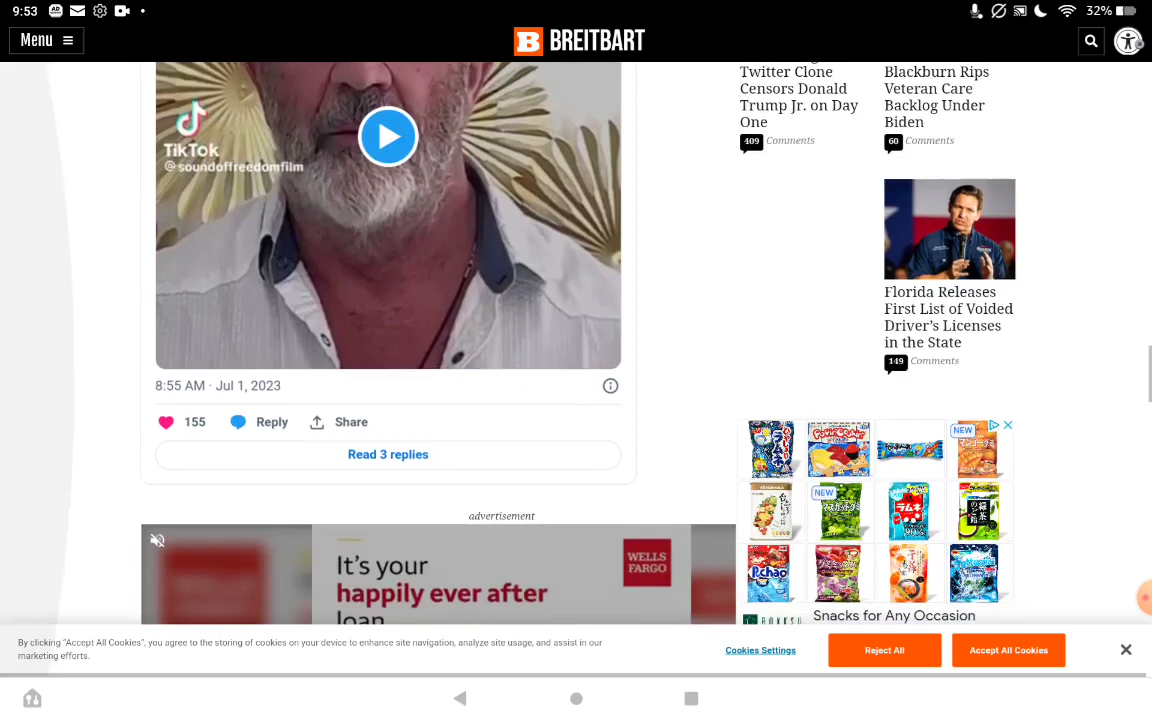 9:53
32%
Menu
B BREITBART
TikTok
@soundoffreedomfilm
8:55 AM · Jul 1, 2023
155
Reply
Share
Read 3 replies
advertisement
It's your
happily ever after
loan
WELLS
FARGO
Twitter Clone
Censors Donald
Trump Jr. on Day
One
409 Comments
Blackburn Rips
Veteran Care
Backlog Under
Biden
60 Comments
Florida Releases
First List of Voided
Driver's Licenses
in the State
149 Comments
NEW
NEW
Snacks for Any Occasion
By clicking "Accept All Cookies", you agree to the storing of cookies on your device to enhance site navigation, analyze site usage, and assist in our
marketing efforts.
Cookies Settings
Reject All
Accept All Cookies